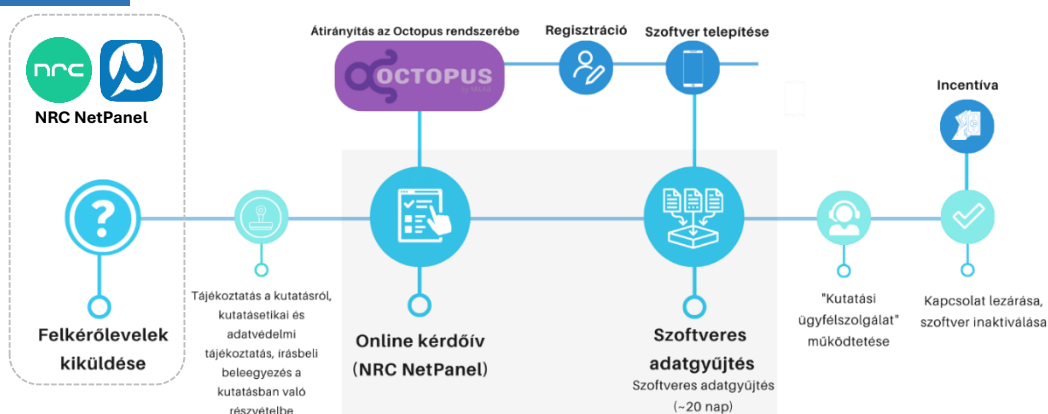 nrc
NRC NetPanel
Felkérőlevelek
kiküldése
Tájékoztatás a kutatásról,
kutatásetikai és
adatvédelmi
tájékoztatás, írásbeli
beleegyezés a
kutatásban való
részvételbe
Átirányítás az Octopus rendszerébe
OCTOPUS
Online kérdőív
(NRC NetPanel)
Regisztráció
Szoftver telepítése
Szoftveres
adatgyűjtés
Szoftveres adatgyűjtés
(~20 nap)
"Kutatási
ügyfélszolgálat"
működtetése
Incentíva
Kapcsolat lezárása,
szoftver inaktiválása